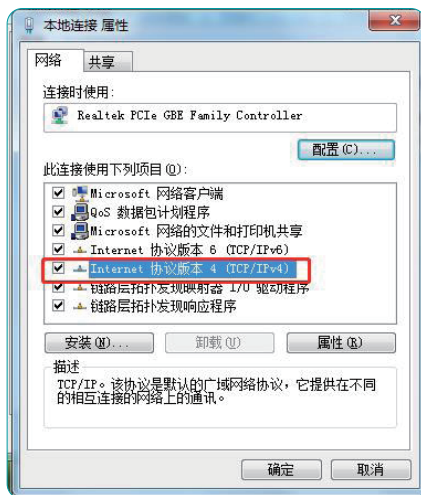 本地连接 属性
网络 共享
连接时使用:
Realtek PCIe GBE Family Controller
配置(C)...
此连接使用下列项目(O):
Microsoft 网络客户端
QoS 数据包计划程序
Microsoft 网络的文件和打印机共享
Internet 协议版本 6 (TCP/IPv6)
Internet 协议版本 4 (TCP/IPv4)
链路层拓扑发现映射器 I/O 驱动程序
链路层拓扑发现响应程序
安装(N)... 卸载(U) 属性(R)
描述
TCP/IP。该协议是默认的广域网络协议，它提供在不同
的相互连接的网络上的通讯。
确定 取消